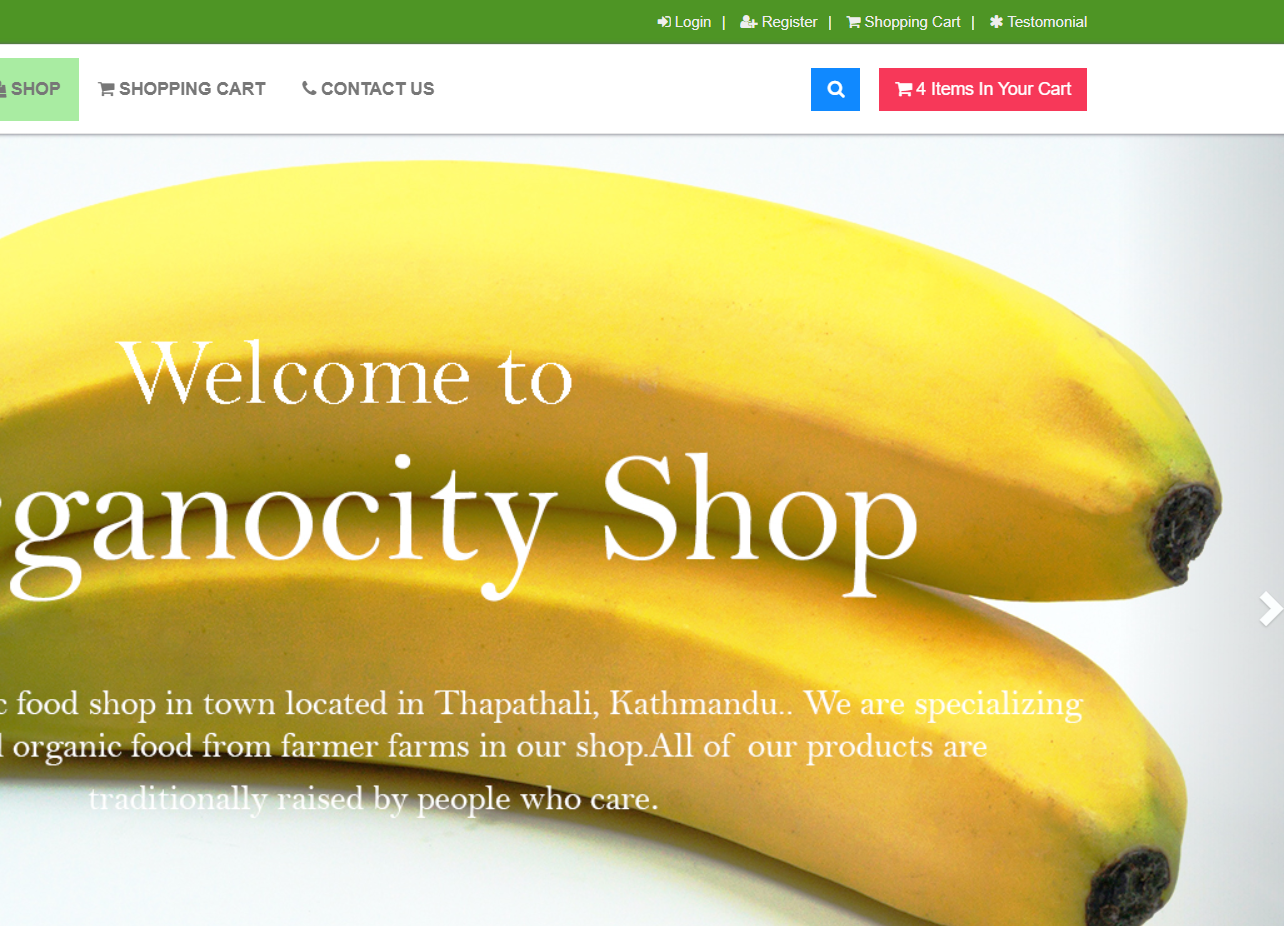 Login | Register | Shopping Cart | Testomonial
SHOP SHOPPING CART CONTACT US 4 Items In Your Cart
Welcome to
ganocity Shop
c food shop in town located in Thapathali, Kathmandu.. We are specializing
organic food from farmer farms in our shop.All of our products are
traditionally raised by people who care.